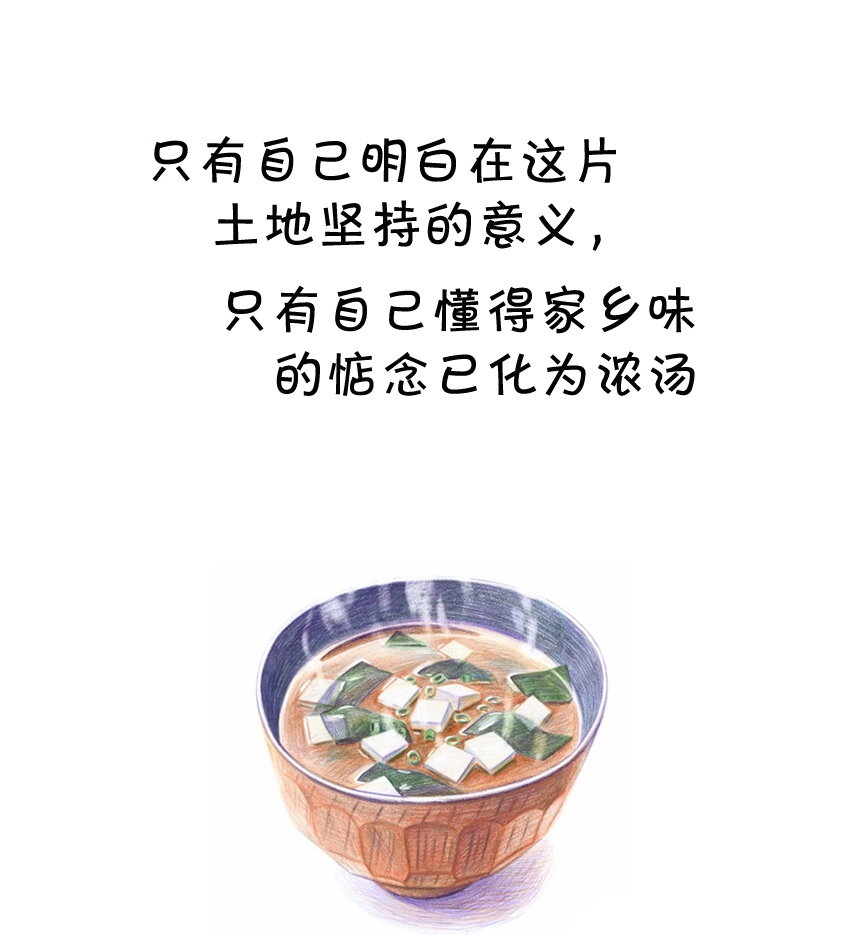 只有自己明白在这片
土地坚持的意义，
只有自己懂得家乡味
的惦念已化为浓汤